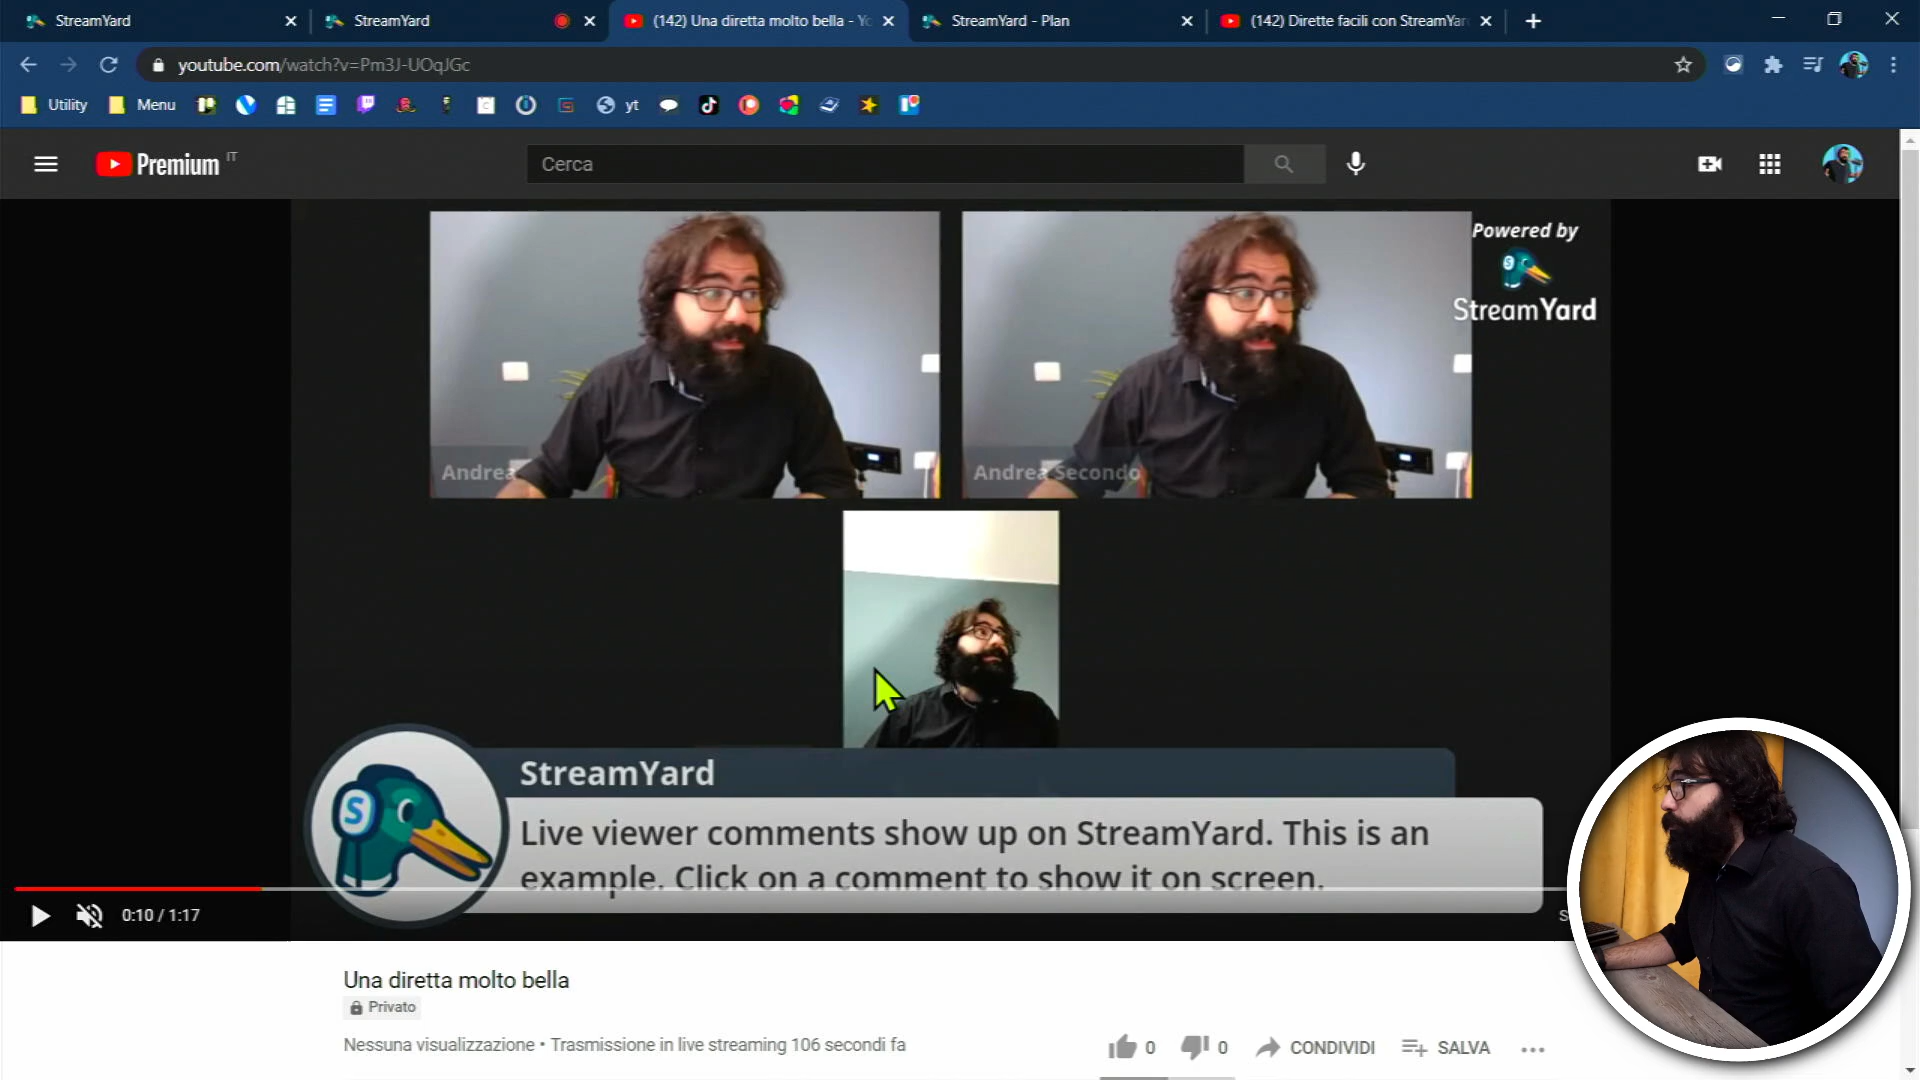 StreamYard
StreamYard
(142) Una diretta molto bella - Yo
StreamYard - Plan
(142) Dirette facili con StreamYar
youtube.com/watch?v=Pm3J-UOqJGc
Utility
Menu
yt
Premium IT
Cerca
Powered by
StreamYard
Andrea
Andrea Secondo
StreamYard
Live viewer comments show up on StreamYard. This is an
example. Click on a comment to show it on screen.
0:10 / 1:17
Una diretta molto bella
Privato
Nessuna visualizzazione • Trasmissione in live streaming 106 secondi fa
0
0
CONDIVIDI
SALVA